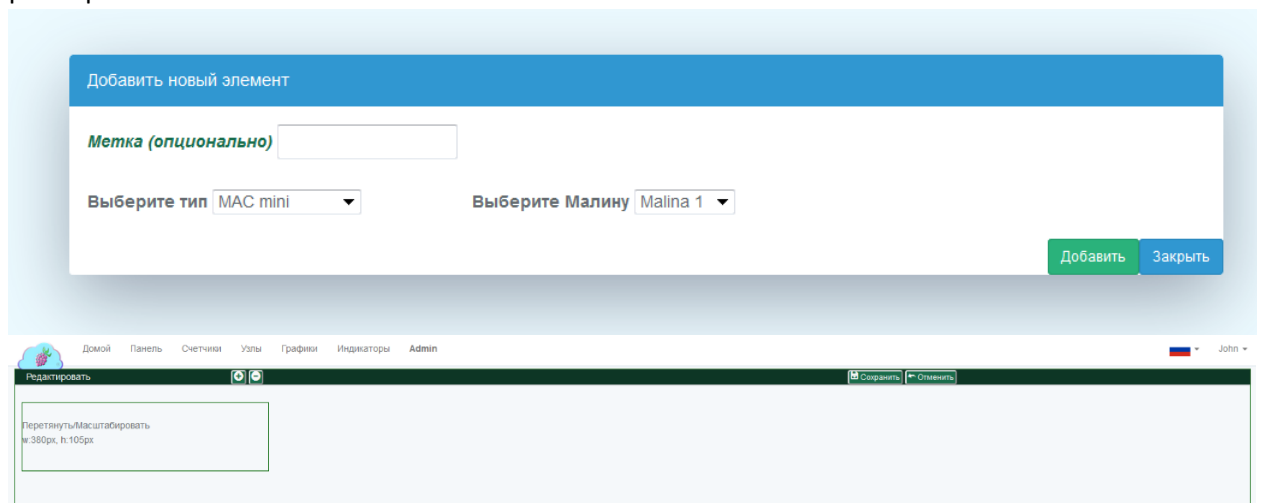 Добавить новый элемент
Метка (опционально)
Выберите тип MAC mini Выберите Малину Malina 1
Добавить Закрыть
Домой Панель Счетчики Узлы Графики Индикаторы Admin John
Редактировать Сохранить Отменить
Перетянуть/Масштабировать
w:380px, h:105px